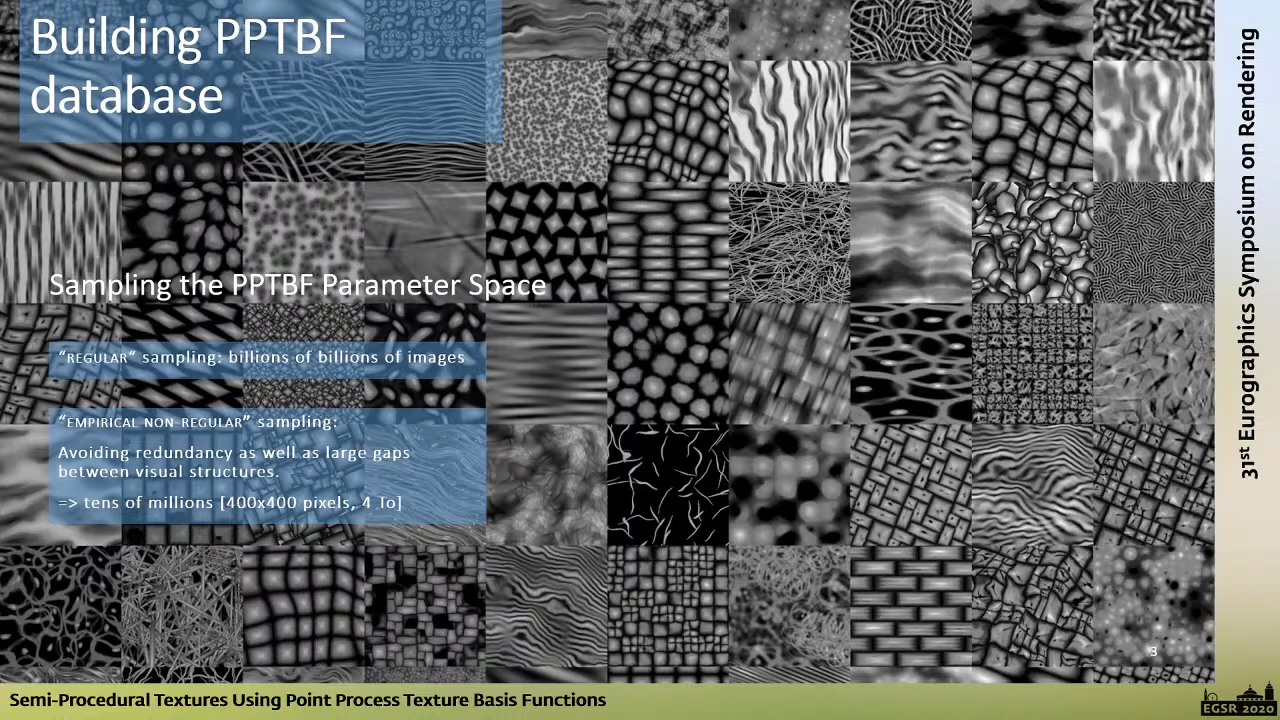 Building PPTBF
database
Sampling the PPTBF Parameter Space
“REGULAR“ sampling: billions of billions of images
“EMPIRICAL NON-REGULAR” sampling:
Avoiding redundancy as well as large gaps
between visual structures.
=> tens of millions [400x400 pixels, 4 To]
3
31st Eurographics Symposium on Rendering
Semi-Procedural Textures Using Point Process Texture Basis Functions
EGSR 2020